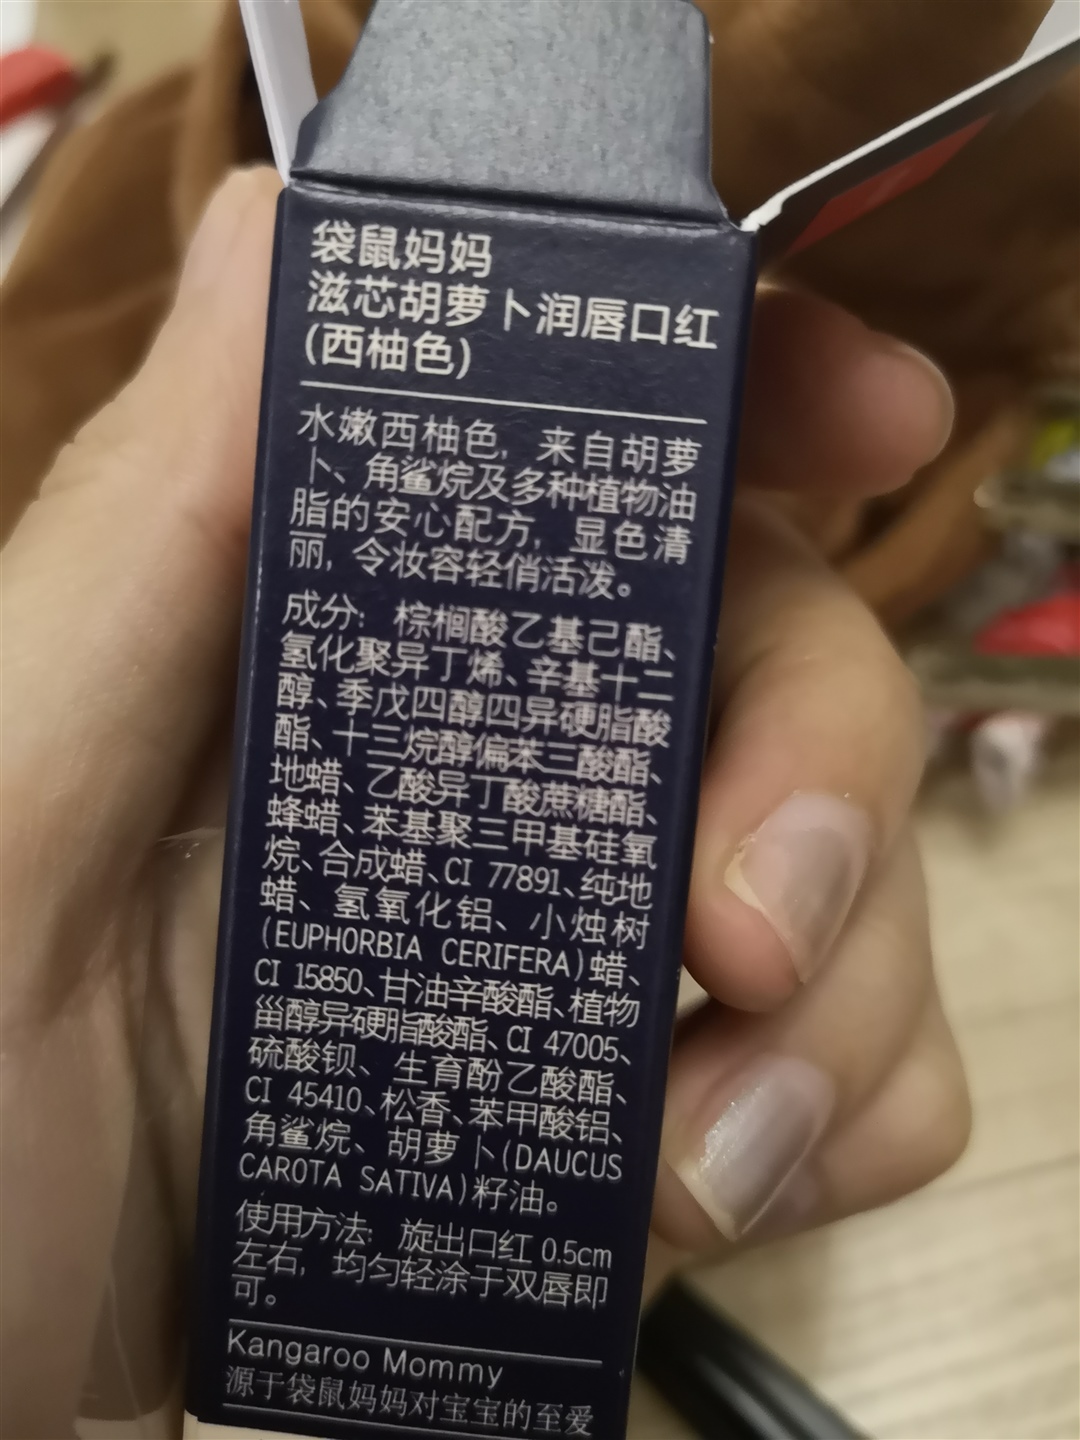 袋鼠妈妈
滋芯胡萝卜润唇口红
(西柚色)
水嫩西柚色，来自胡萝
卜、角鲨烷及多种植物油
脂的安心配方，显色清
丽，令妆容轻俏活泼。
成分：棕榈酸乙基己酯、
氢化聚异丁烯、辛基十二
醇、季戊四醇四异硬脂酸
酯、十三烷醇偏苯三酸酯、
地蜡、乙酸异丁酸蔗糖酯、
蜂蜡、苯基聚三甲基硅氧
烷、合成蜡、CI 77891、纯地
蜡、氢氧化铝、小烛树
(EUPHORBIA CERIFERA)蜡、
CI 15850、甘油辛酸酯、植物
甾醇异硬脂酸酯、CI 47005、
硫酸钡、生育酚乙酸酯、
CI 45410、松香、苯甲酸铝、
角鲨烷、胡萝卜(DAUCUS
CAROTA SATIVA)籽油。
使用方法：旋出口红 0.5cm
左右，均匀轻涂于双唇即
可。
Kangaroo Mommy
源于袋鼠妈妈对宝宝的至爱